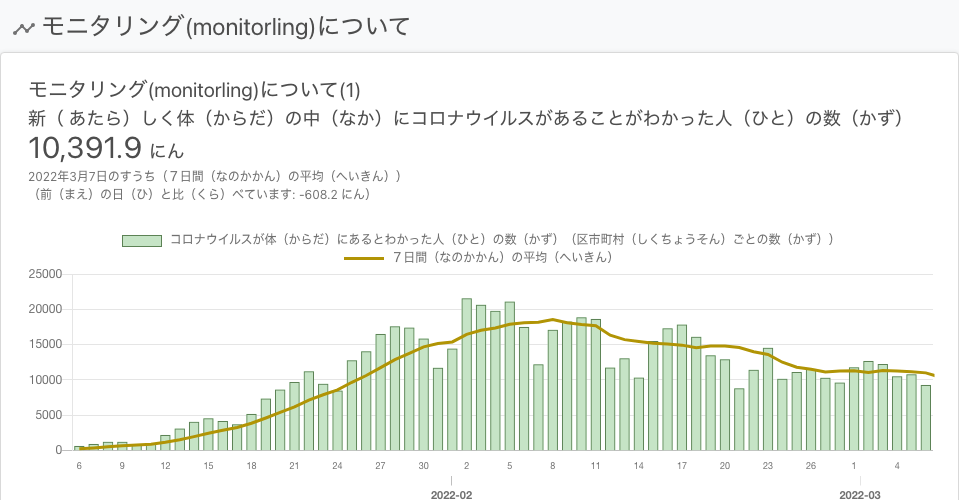 モニタリング(monitorling)について
モニタリング(monitorling)について(1)
新（ あたら）しく体（からだ）の中（なか）にコロナウイルスがあることがわかった人（ひと）の数（かず）
10,391.9 にん
2022年3月7日のすうち（７日間（なのかかん）の平均（へいきん））
（前（まえ）の日（ひ）と比（くら）べています: -608.2 にん）
コロナウイルスが体（からだ）にあるとわかった人（ひと）の数（かず）（区市町村（しくちょうそん）ごとの数（かず））
７日間（なのかかん）の平均（へいきん）
25000
20000
15000
10000
5000
0
6 9 12 15 18 21 24 27 30 2 5 8 11 14 17 20 23 26 1 4
2022-02 2022-03